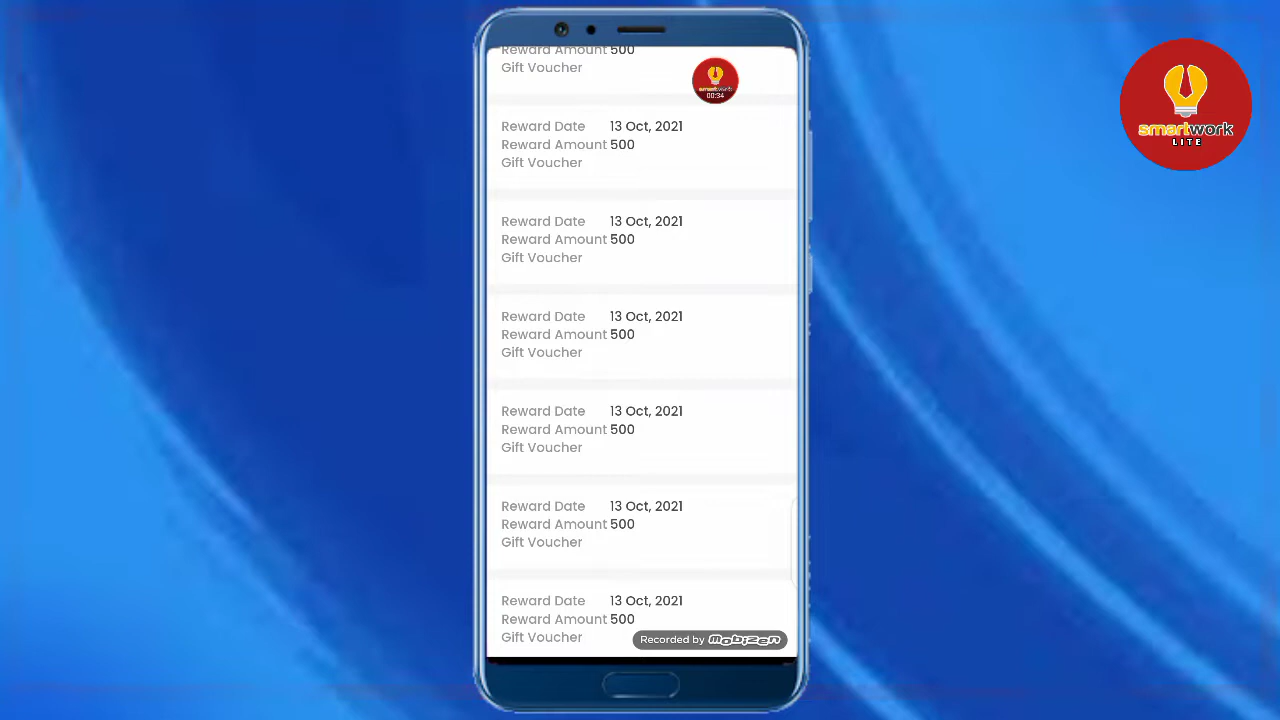 Reward Amount 500
Gift Voucher
smartwork
00:34
smartwork
LITE
Reward Date 13 Oct, 2021
Reward Amount 500
Gift Voucher
Reward Date 13 Oct, 2021
Reward Amount 500
Gift Voucher
Reward Date 13 Oct, 2021
Reward Amount 500
Gift Voucher
Reward Date 13 Oct, 2021
Reward Amount 500
Gift Voucher
Reward Date 13 Oct, 2021
Reward Amount 500
Gift Voucher
Reward Date 13 Oct, 2021
Reward Amount 500
Gift Voucher
Recorded by mobizen